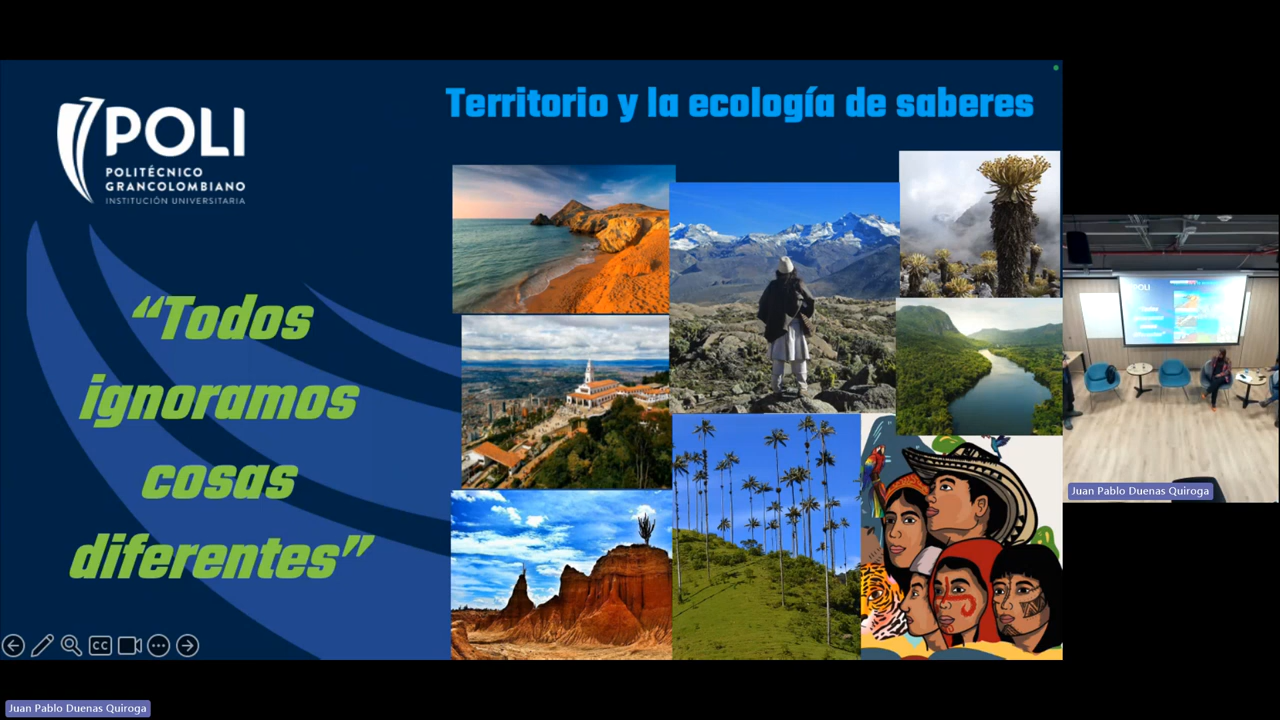 POLI
POLITÉCNICO
GRANCOLOMBIANO
INSTITUCIÓN UNIVERSITARIA
Territorio y la ecología de saberes
“Todos
ignoramos
cosas
diferentes”
CC
Juan Pablo Duenas Quiroga
Juan Pablo Duenas Quiroga